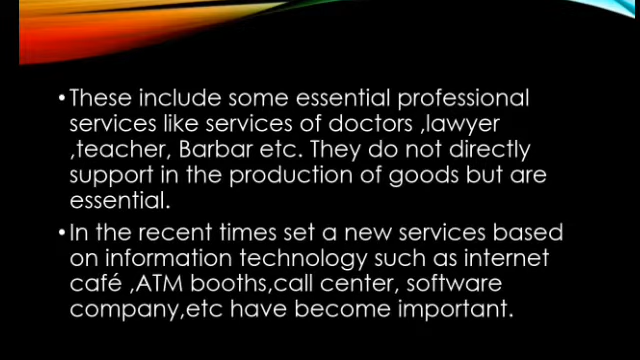 •These include some essential professional
services like services of doctors ,lawyer
,teacher, Barbar etc. They do not directly
support in the production of goods but are
essential.
•In the recent times set a new services based
on information technology such as internet
café ,ATM booths,call center, software
company,etc have become important.